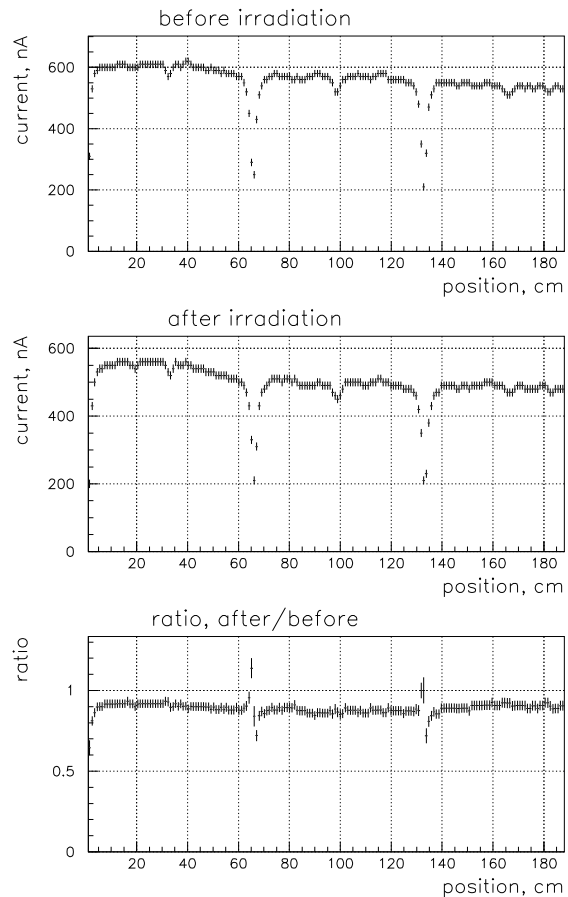 before irradiation
current, nA
600
400
200
0
20 40 60 80 100 120 140 160 180
position, cm
after irradiation
current, nA
600
400
200
0
20 40 60 80 100 120 140 160 180
position, cm
ratio, after/before
ratio
1
0.5
0
20 40 60 80 100 120 140 160 180
position, cm